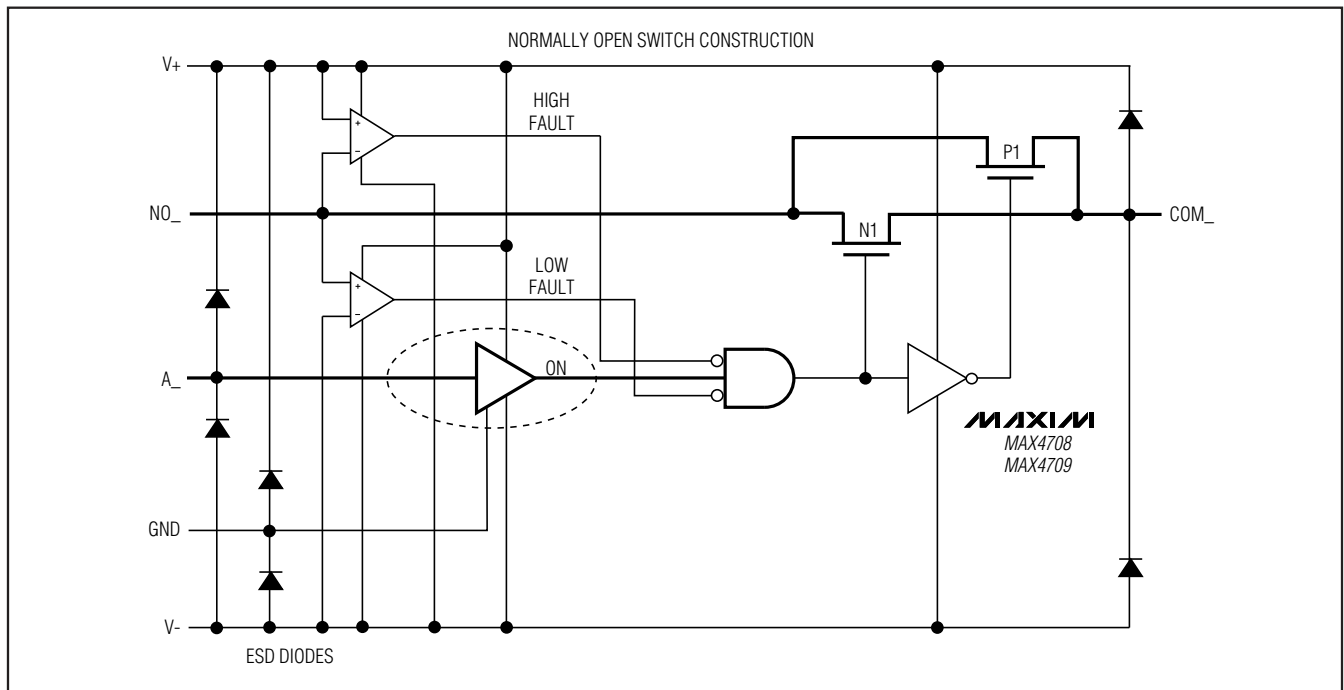 NORMALLY OPEN SWITCH CONSTRUCTION
V+
HIGH
FAULT
+
−
P1
NO_
COM_
N1
LOW
FAULT
+
−
ON
A_
MAXIM
MAX4708
MAX4709
GND
V-
ESD DIODES